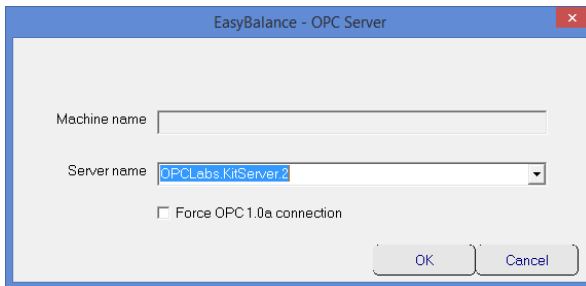 EasyBalance - OPC Server
Machine name
Server name OPCLabs.KitServer.2
Force OPC 1.0a connection
OK Cancel